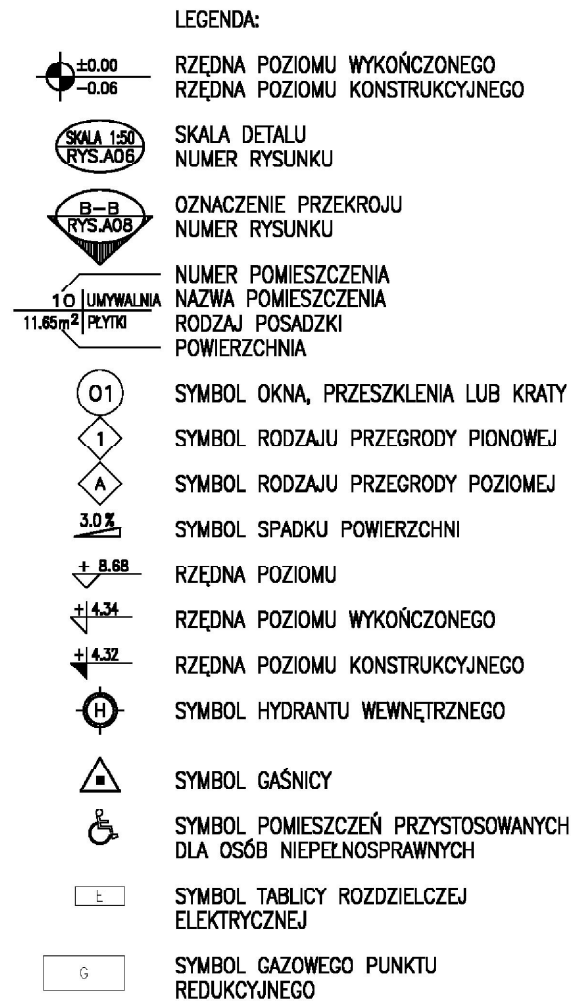 LEGENDA:
±0.00 RZĘDNA POZIOMU WYKOŃCZONEGO
-0.06 RZĘDNA POZIOMU KONSTRUKCYJNEGO
SKALA 1:50 SKALA DETALU
RYS.A06 NUMER RYSUNKU
B-B OZNACZENIE PRZEKROJU
RYS.A08 NUMER RYSUNKU
NUMER POMIESZCZENIA
10 UMYWALNIA NAZWA POMIESZCZENIA
11.65m² PŁYTKI RODZAJ POSADZKI
POWIERZCHNIA
O1 SYMBOL OKNA, PRZESZKLENIA LUB KRATY
1 SYMBOL RODZAJU PRZEGRODY PIONOWEJ
A SYMBOL RODZAJU PRZEGRODY POZIOMEJ
3.0% SYMBOL SPADKU POWIERZCHNI
+ 8.68 RZĘDNA POZIOMU
+ 4.34 RZĘDNA POZIOMU WYKOŃCZONEGO
+ 4.32 RZĘDNA POZIOMU KONSTRUKCYJNEGO
H SYMBOL HYDRANTU WEWNĘTRZNEGO
SYMBOL GAŚNICY
SYMBOL POMIESZCZEŃ PRZYSTOSOWANYCH
DLA OSÓB NIEPEŁNOSPRAWNYCH
E SYMBOL TABLICY ROZDZIELCZEJ
ELEKTRYCZNEJ
G SYMBOL GAZOWEGO PUNKTU
REDUKCYJNEGO